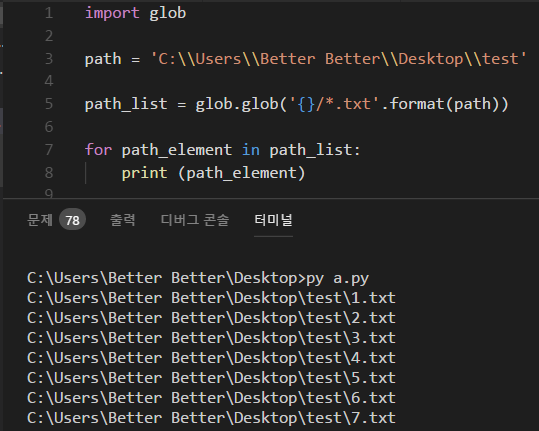 1 import glob
2
3 path = 'C:\\Users\\Better Better\\Desktop\\test'
4
5 path_list = glob.glob('{}/*.txt'.format(path))
6
7 for path_element in path_list:
8     print (path_element)
9
문제 78 출력 디버그 콘솔 터미널
C:\Users\Better Better\Desktop>py a.py
C:\Users\Better Better\Desktop\test\1.txt
C:\Users\Better Better\Desktop\test\2.txt
C:\Users\Better Better\Desktop\test\3.txt
C:\Users\Better Better\Desktop\test\4.txt
C:\Users\Better Better\Desktop\test\5.txt
C:\Users\Better Better\Desktop\test\6.txt
C:\Users\Better Better\Desktop\test\7.txt